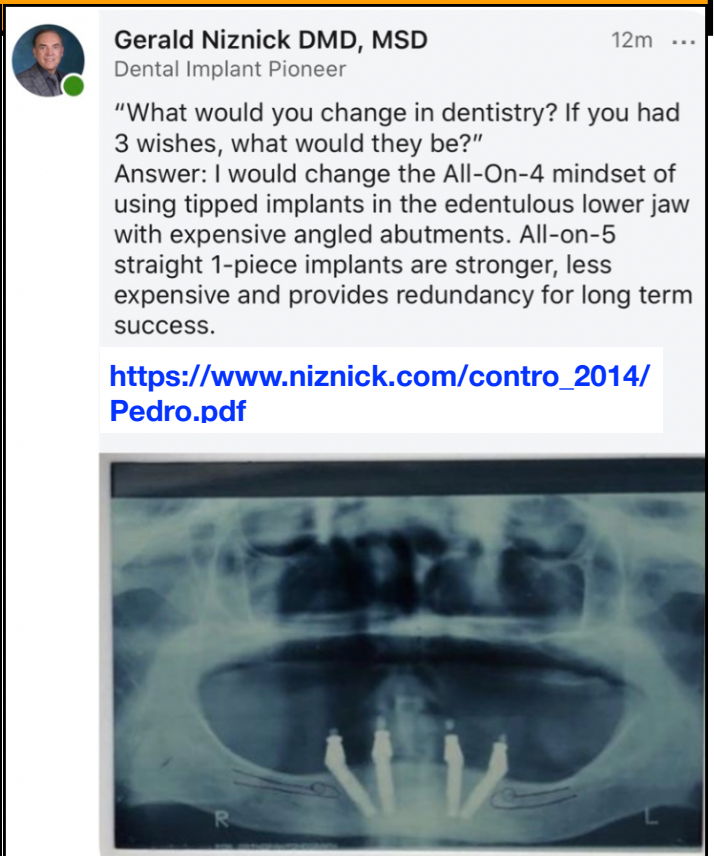 Gerald Niznick DMD, MSD
12m ...
Dental Implant Pioneer
“What would you change in dentistry? If you had
3 wishes, what would they be?”
Answer: I would change the All-On-4 mindset of
using tipped implants in the edentulous lower jaw
with expensive angled abutments. All-on-5
straight 1-piece implants are stronger, less
expensive and provides redundancy for long term
success.
https://www.niznick.com/contro_2014/
Pedro.pdf
R
L